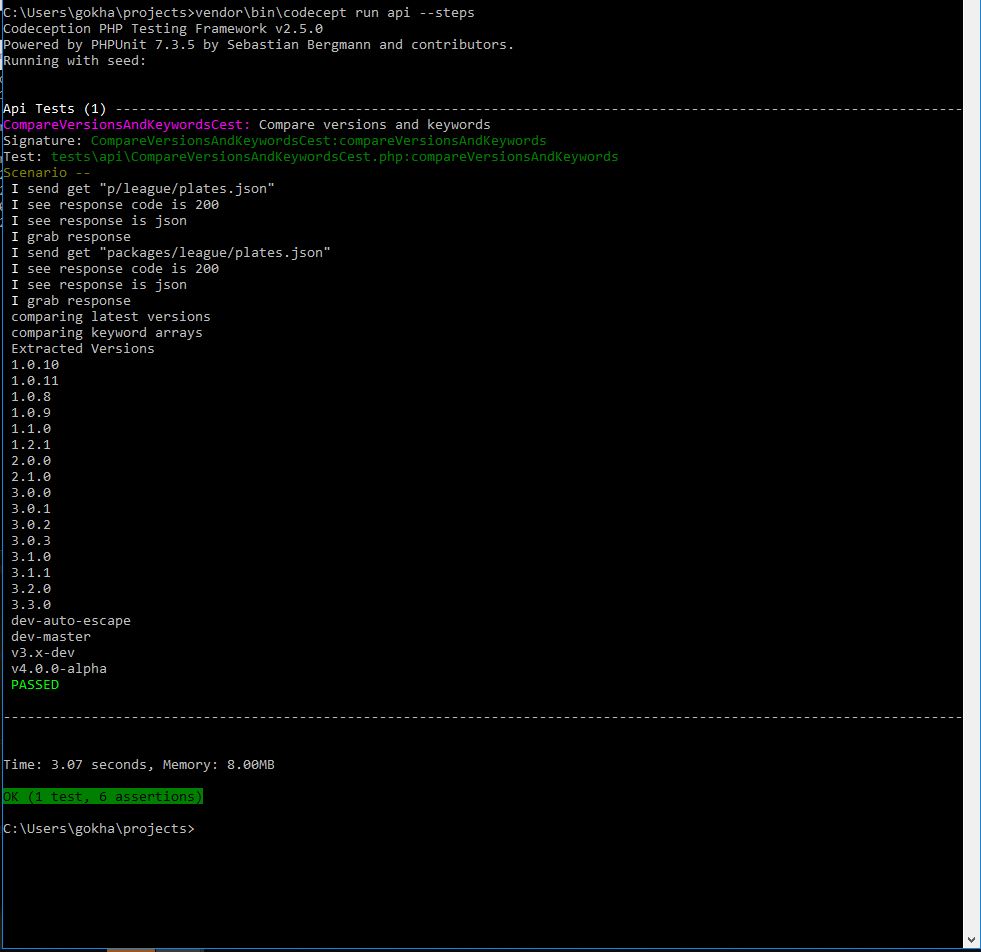 C:\Users\gokha\projects>vendor\bin\codecept run api --steps
Codeception PHP Testing Framework v2.5.0
Powered by PHPUnit 7.3.5 by Sebastian Bergmann and contributors.
Running with seed:
Api Tests (1) ----------------------------------------------------------------------------------------------------------
CompareVersionsAndKeywordsCest: Compare versions and keywords
Signature: CompareVersionsAndKeywordsCest:compareVersionsAndKeywords
Test: tests\api\CompareVersionsAndKeywordsCest.php:compareVersionsAndKeywords
Scenario --
I send get "p/league/plates.json"
I see response code is 200
I see response is json
I grab response
I send get "packages/league/plates.json"
I see response code is 200
I see response is json
I grab response
comparing latest versions
comparing keyword arrays
Extracted Versions
1.0.10
1.0.11
1.0.8
1.0.9
1.1.0
1.2.1
2.0.0
2.1.0
3.0.0
3.0.1
3.0.2
3.0.3
3.1.0
3.1.1
3.2.0
3.3.0
dev-auto-escape
dev-master
v3.x-dev
v4.0.0-alpha
PASSED
------------------------------------------------------------------------------------------------------------------------
Time: 3.07 seconds, Memory: 8.00MB
OK (1 test, 6 assertions)
C:\Users\gokha\projects>